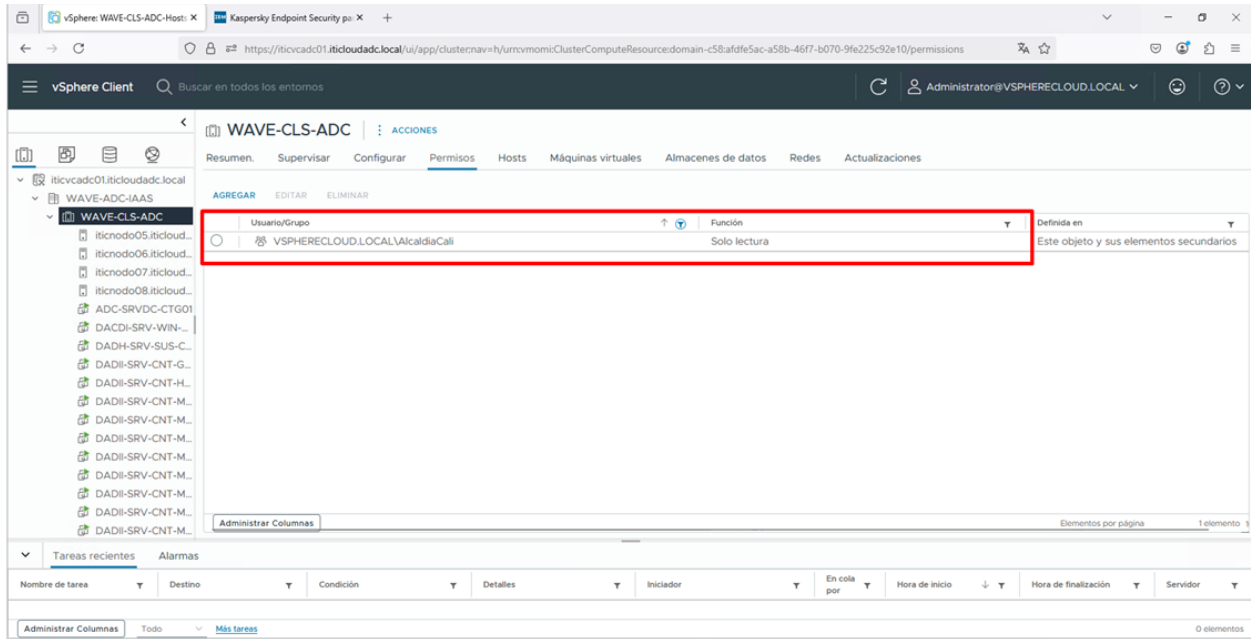 vSphere: WAVE-CLS-ADC-Hosts
IBM Kaspersky Endpoint Security pa
https://iticvcadc01.iticloudadc.local/ui/app/cluster;nav=h/urn:vmomi:ClusterComputeResource:domain-c58:afdfe5ac-a58b-46f7-b070-9fe225c92e10/permissions
vSphere Client
Buscar en todos los entornos
Administrator@VSPHERECLOUD.LOCAL
WAVE-CLS-ADC
ACCIONES
Resumen. Supervisar Configurar Permisos Hosts Máquinas virtuales Almacenes de datos Redes Actualizaciones
iticvcadc01.iticloudadc.local
WAVE-ADC-IAAS
WAVE-CLS-ADC
iticnodo05.iticloud...
iticnodo06.iticloud...
iticnodo07.iticloud...
iticnodo08.iticloud...
ADC-SRVDC-CTG01
DACDI-SRV-WIN-...
DADH-SRV-SUS-C...
DADII-SRV-CNT-G...
DADII-SRV-CNT-H...
DADII-SRV-CNT-M...
DADII-SRV-CNT-M...
DADII-SRV-CNT-M...
DADII-SRV-CNT-M...
DADII-SRV-CNT-M...
DADII-SRV-CNT-M...
DADII-SRV-CNT-M...
DADII-SRV-CNT-M...
AGREGAR EDITAR ELIMINAR
Usuario/Grupo Función Definida en
VSPHERECLOUD.LOCAL\AlcaldiaCali Solo lectura Este objeto y sus elementos secundarios
Administrar Columnas Elementos por página 1 elemento
Tareas recientes Alarmas
Nombre de tarea Destino Condición Detalles Iniciador En cola por Hora de inicio Hora de finalización Servidor
Administrar Columnas Todo Más tareas 0 elementos